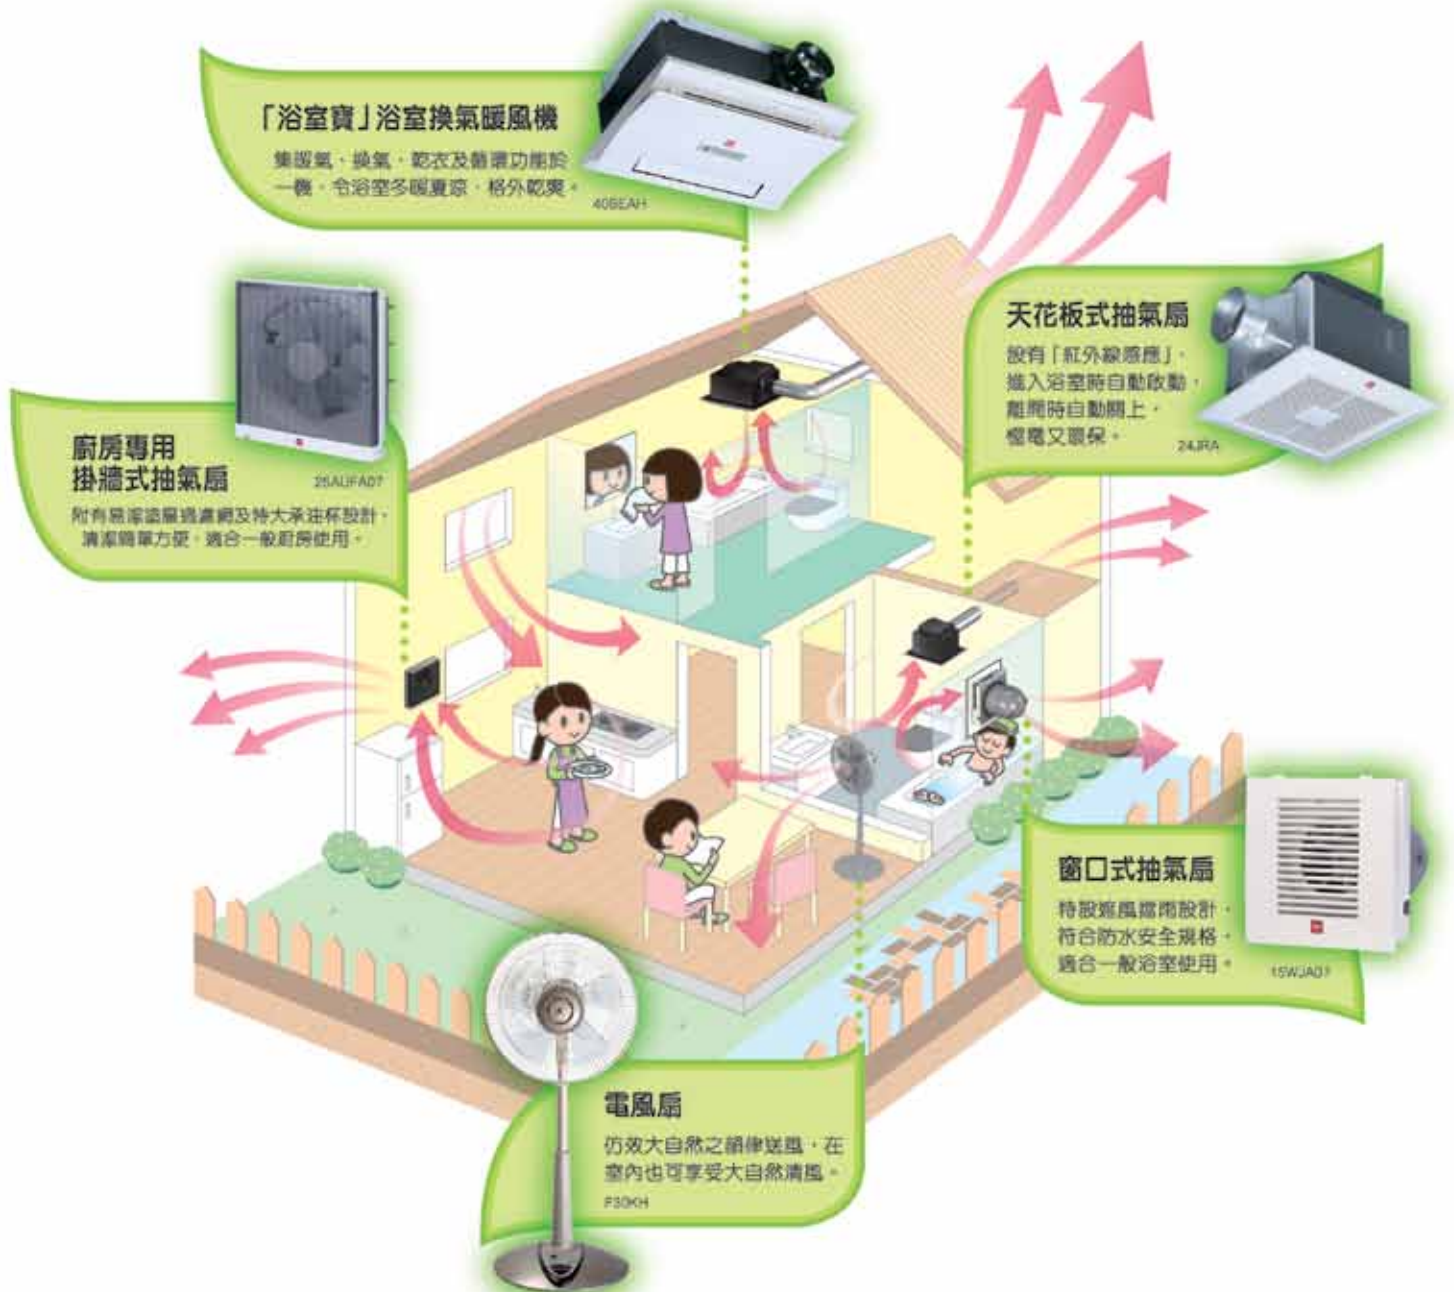 「浴室寶」浴室換氣暖風機
集暖氣、換氣、乾衣及循環功能於
一機。令浴室冬暖夏涼，格外乾爽。
40BEAH
天花板式抽氣扇
設有「紅外線感應」，
進入浴室時自動啟動，
離開時自動關上，
慳電又環保。
24JRA
廚房專用
掛牆式抽氣扇
25AUFA07
附有易潔塗層過濾網及特大承油杯設計，
清潔簡單方便。適合一般廚房使用。
窗口式抽氣扇
特設遮風擋雨設計，
符合防水安全規格，
適合一般浴室使用。
15WJA07
電風扇
仿效大自然之韻律送風，在
室內也可享受大自然清風。
P30KH